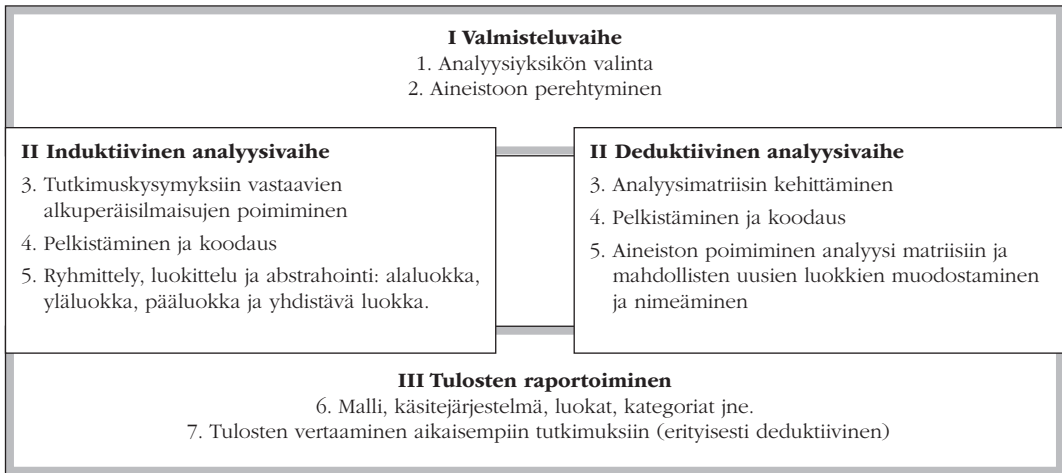 I Valmisteluvaihe
1. Analyysiyksikön valinta
2. Aineistoon perehtyminen
II Induktiivinen analyysivaihe
3. Tutkimuskysymyksiin vastaavien
alkuperäisilmaisujen poimiminen
4. Pelkistäminen ja koodaus
5. Ryhmittely, luokittelu ja abstrahointi: alaluokka,
yläluokka, pääluokka ja yhdistävä luokka.
II Deduktiivinen analyysivaihe
3. Analyysimatriisin kehittäminen
4. Pelkistäminen ja koodaus
5. Aineiston poimiminen analyysi matriisiin ja
mahdollisten uusien luokkien muodostaminen
ja nimeäminen
III Tulosten raportoiminen
6. Malli, käsitejärjestelmä, luokat, kategoriat jne.
7. Tulosten vertaaminen aikaisempiin tutkimuksiin (erityisesti deduktiivinen)